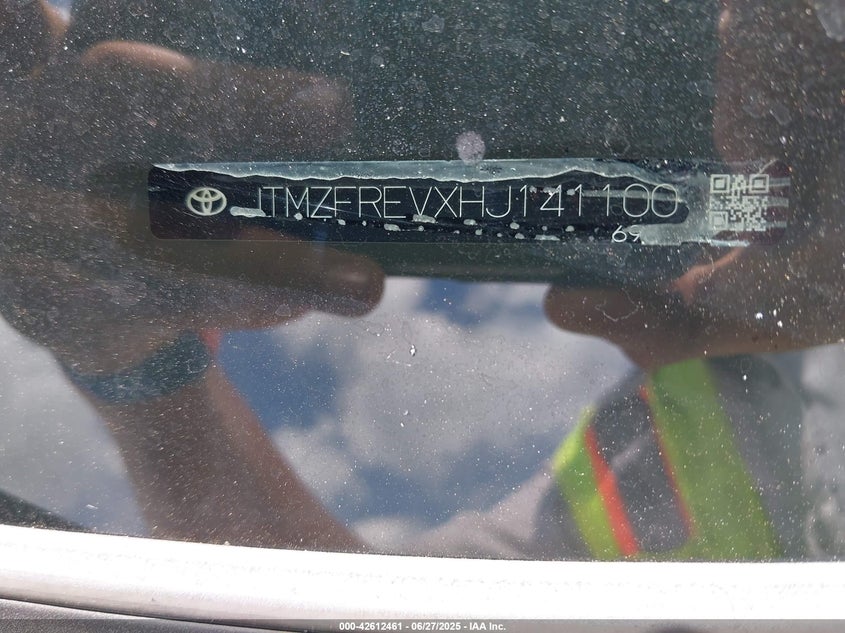 JTMZFREVXHJ141100
69
000-42612461 - 06/27/2025 - IAA Inc.